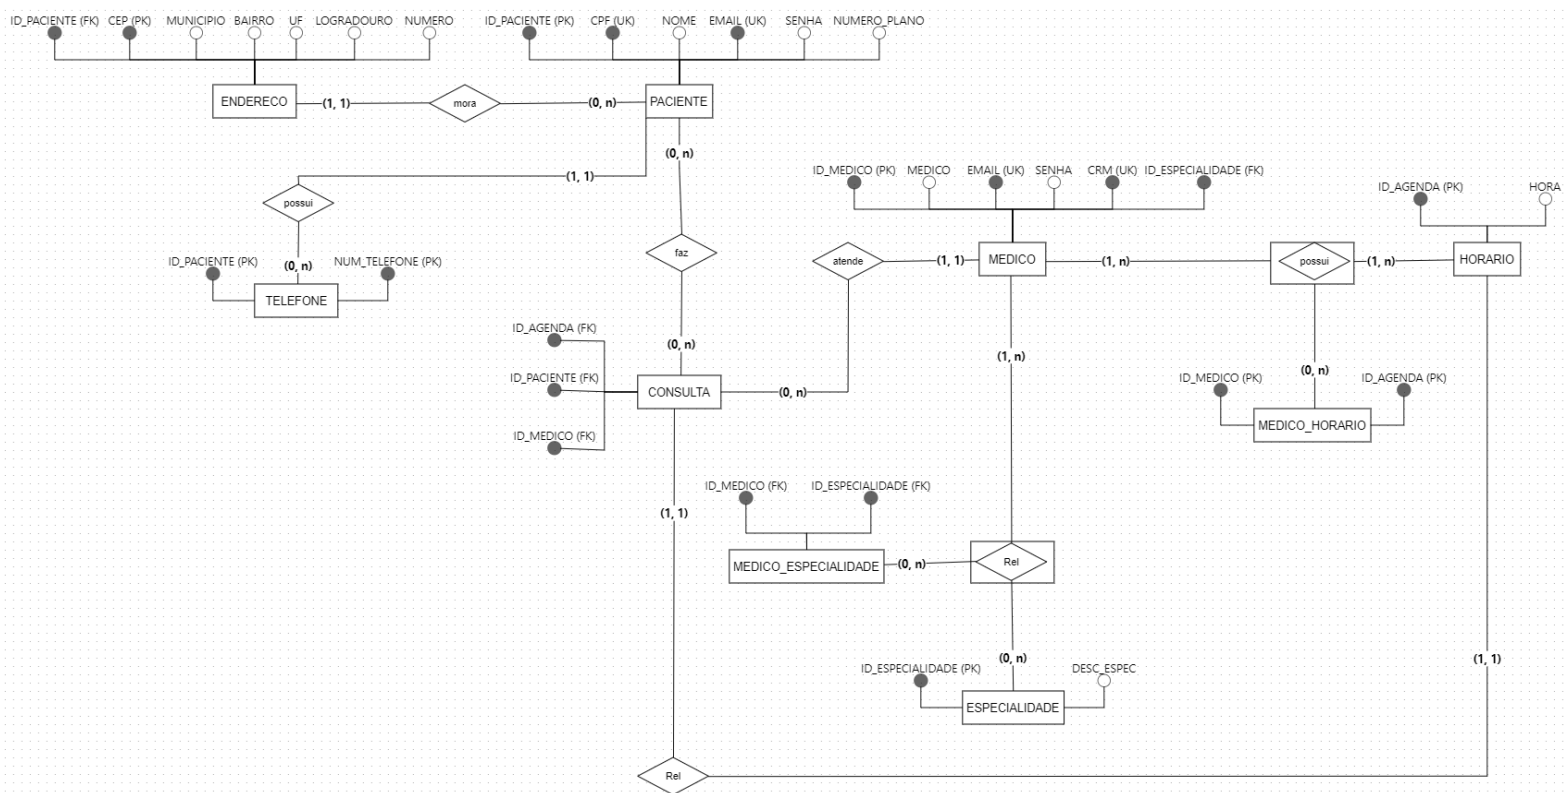 ID_PACIENTE (FK) CEP (PK) MUNICIPIO BAIRRO UF LOGRADOURO NUMERO
ID_PACIENTE (PK) CPF (UK) NOME EMAIL (UK) SENHA NUMERO_PLANO
ENDERECO (1, 1) mora (0, n) PACIENTE
(0, n)
(1, 1)
possui
ID_MEDICO (PK) MEDICO EMAIL (UK) SENHA CRM (UK) ID_ESPECIALIDADE (FK)
ID_AGENDA (PK) HORA
faz
atende (1, 1) MEDICO (1, n) possui (1, n) HORARIO
ID_PACIENTE (PK) (0, n) NUM_TELEFONE (PK)
TELEFONE
ID_AGENDA (FK)
(0, n)
(1, n)
(0, n)
ID_PACIENTE (FK)
CONSULTA (0, n)
ID_MEDICO (PK) ID_AGENDA (PK)
MEDICO_HORARIO
ID_MEDICO (FK)
ID_MEDICO (FK) ID_ESPECIALIDADE (FK)
(1, 1)
MEDICO_ESPECIALIDADE (0, n) Rel
(0, n)
(1, 1)
ID_ESPECIALIDADE (PK) DESC_ESPEC
ESPECIALIDADE
Rel